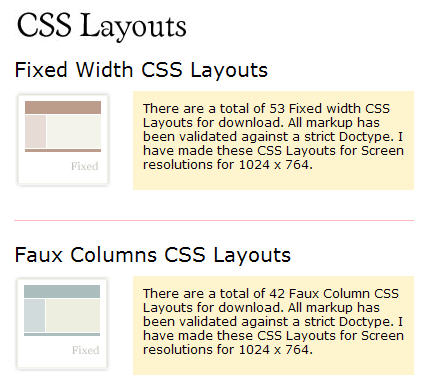 CSS Layouts
Fixed Width CSS Layouts
Fixed
There are a total of 53 Fixed width CSS
Layouts for download. All markup has
been validated against a strict Doctype. I
have made these CSS Layouts for Screen
resolutions for 1024 x 764.
Faux Columns CSS Layouts
Fixed
There are a total of 42 Faux Column CSS
Layouts for download. All markup has
been validated against a strict Doctype. I
have made these CSS Layouts for Screen
resolutions for 1024 x 764.